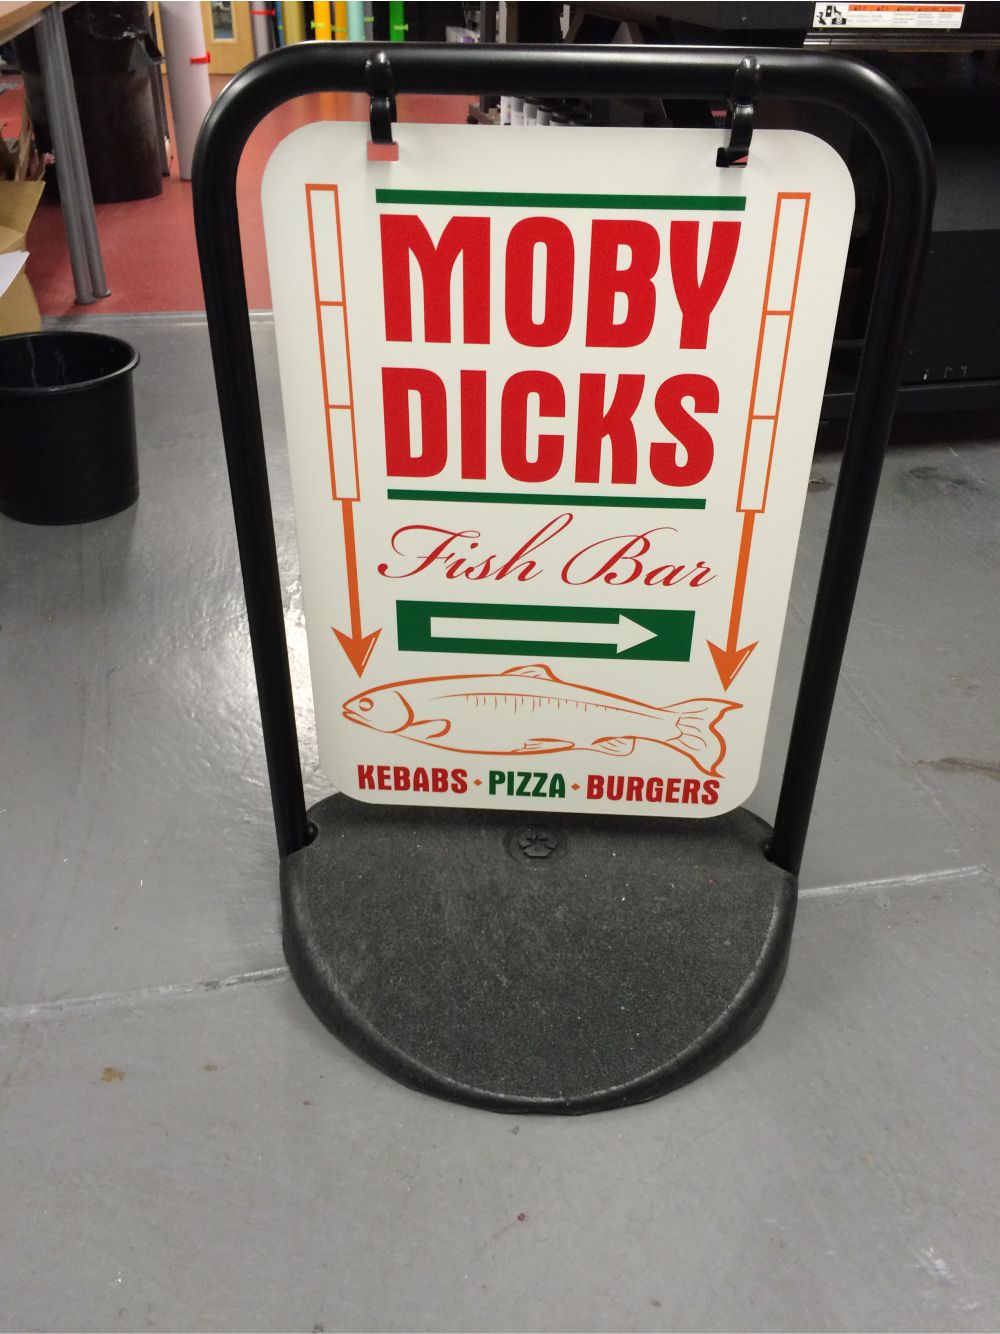 MOBY
DICKS
Fish Bar
KEBABS · PIZZA · BURGERS